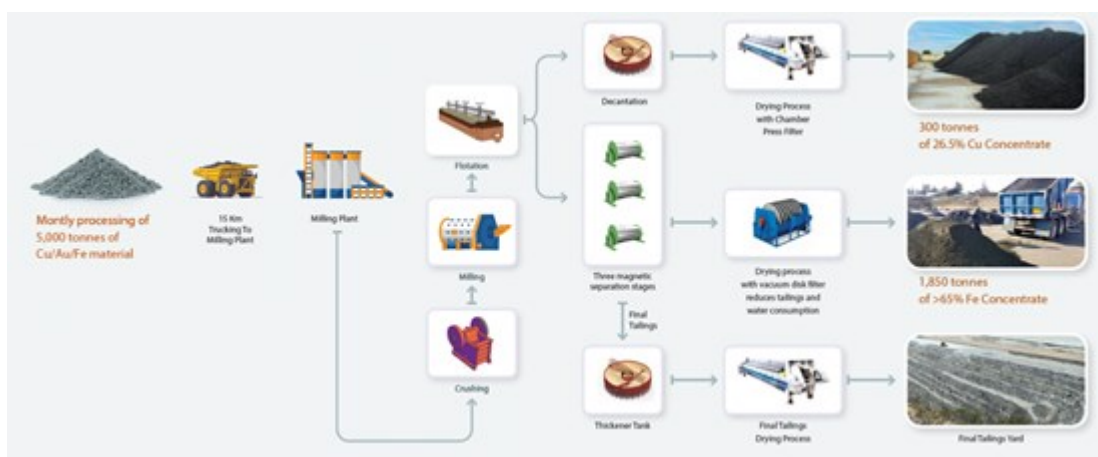 Montly processing of
5,000 tonnes of
Cu/Au/Fe material
15 Km
Trucking To
Milling Plant
Milling Plant
Crushing
Milling
Flotation
Decantation
Drying Process
with Chamber
Press Filter
300 tonnes
of 26.5% Cu Concentrate
Three magnetic
separation stages
Drying process
with vacuum disk filter
reduces tailings and
water consumption
1,850 tonnes
of >65% Fe Concentrate
Final
Tailings
Thickener Tank
Final Tailings
Drying Process
Final Tailings Yard